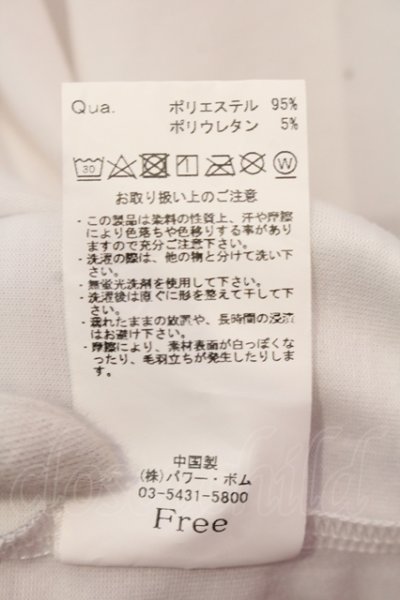 Qua.
ポリエステル 95%
ポリウレタン 5%
30
W
お取り扱い上のご注意
・この製品は染料の性質上、汗や摩擦
により色落ちや色移りする事があり
ますので充分ご注意下さい。
・洗濯の際は、他の物と分けて洗い下
さい。
・無蛍光洗剤を使用して下さい。
・洗濯後は直ぐに形を整えて干して下
さい。
・濡れたままの放置や、長時間の浸漬
はお避け下さい。
・摩擦により、素材表面が白っぽくな
ったり、毛羽立ちが発生したりしま
す。
中国製
(株)パワー・ボム
03-5431-5800
Free
closet child